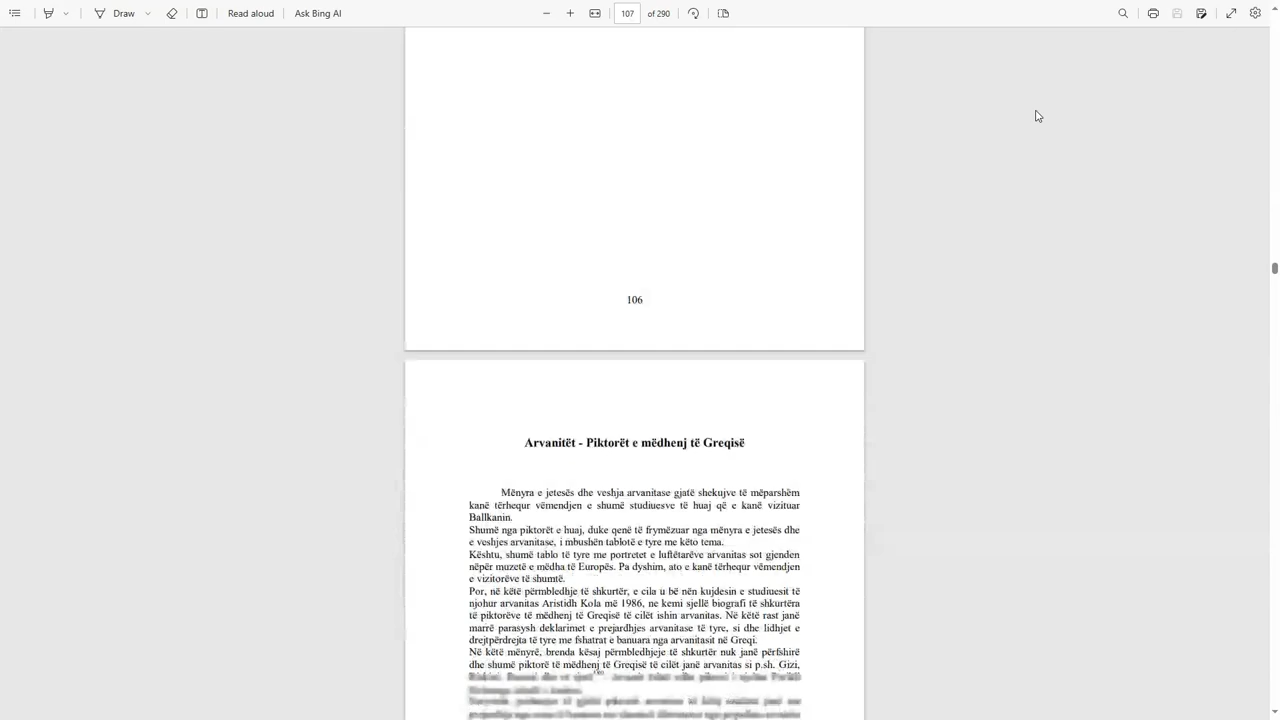 Draw
Read aloud
Ask Bing AI
107 of 290
106
Arvanitët - Piktorët e mëdhenj të Greqisë
Mënyra e jetesës dhe veshja arvanitase gjatë shekujve të mëparshëm
kanë tërhequr vëmendjen e shumë studiuesve të huaj që e kanë vizituar
Ballkanin.
Shumë nga piktorët e huaj, duke qenë të frymëzuar nga mënyra e jetesës dhe
e veshjes arvanitase, i mbushën tablotë e tyre me këto tema.
Kështu, shumë tablo të tyre me portretet e luftëtarëve arvanitas sot gjenden
nëpër muzetë e mëdha të Europës. Pa dyshim, ato e kanë tërhequr vëmendjen
e vizitorëve të shumtë.
Por, në këtë përmbledhje të shkurtër, e cila u bë nën kujdesin e studiuesit të
njohur arvanitas Aristidh Kola më 1986, ne kemi sjellë biografi të shkurtëra
të piktorëve të mëdhenj të Greqisë të cilët ishin arvanitas. Në këtë rast janë
marrë parasysh deklarimet e prejardhjes arvanitase të tyre, si dhe lidhjet e
drejtpërdrejta të tyre me fshatrat e banuara nga arvanitasit në Greqi.
Në këtë mënyrë, brenda kësaj përmbledhjeje të shkurtër nuk janë përfshirë
dhe shumë piktorë të mëdhenj të Greqisë të cilët janë arvanitas si p.sh. Gizi,